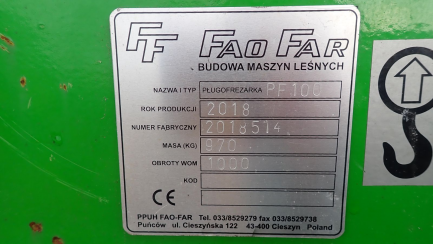 FF FAO FAR
BUDOWA MASZYN LEŚNYCH
NAZWA I TYP PŁUGOFREZARKA PF100
ROK PRODUKCJI 2018
NUMER FABRYCZNY 2018514
MASA (KG) 970
OBROTY WOM 1000
KOD
CE
PPUH FAO-FAR Tel. 033/8529279 fax 033/8529738
Puńców ul. Cieszyńska 122 43-400 Cieszyn Poland